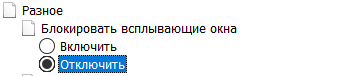 Разное
Блокировать всплывающие окна
Включить
Отключить